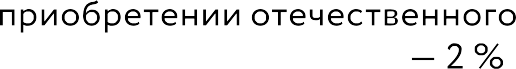 приобретении отечественного
— 2 %